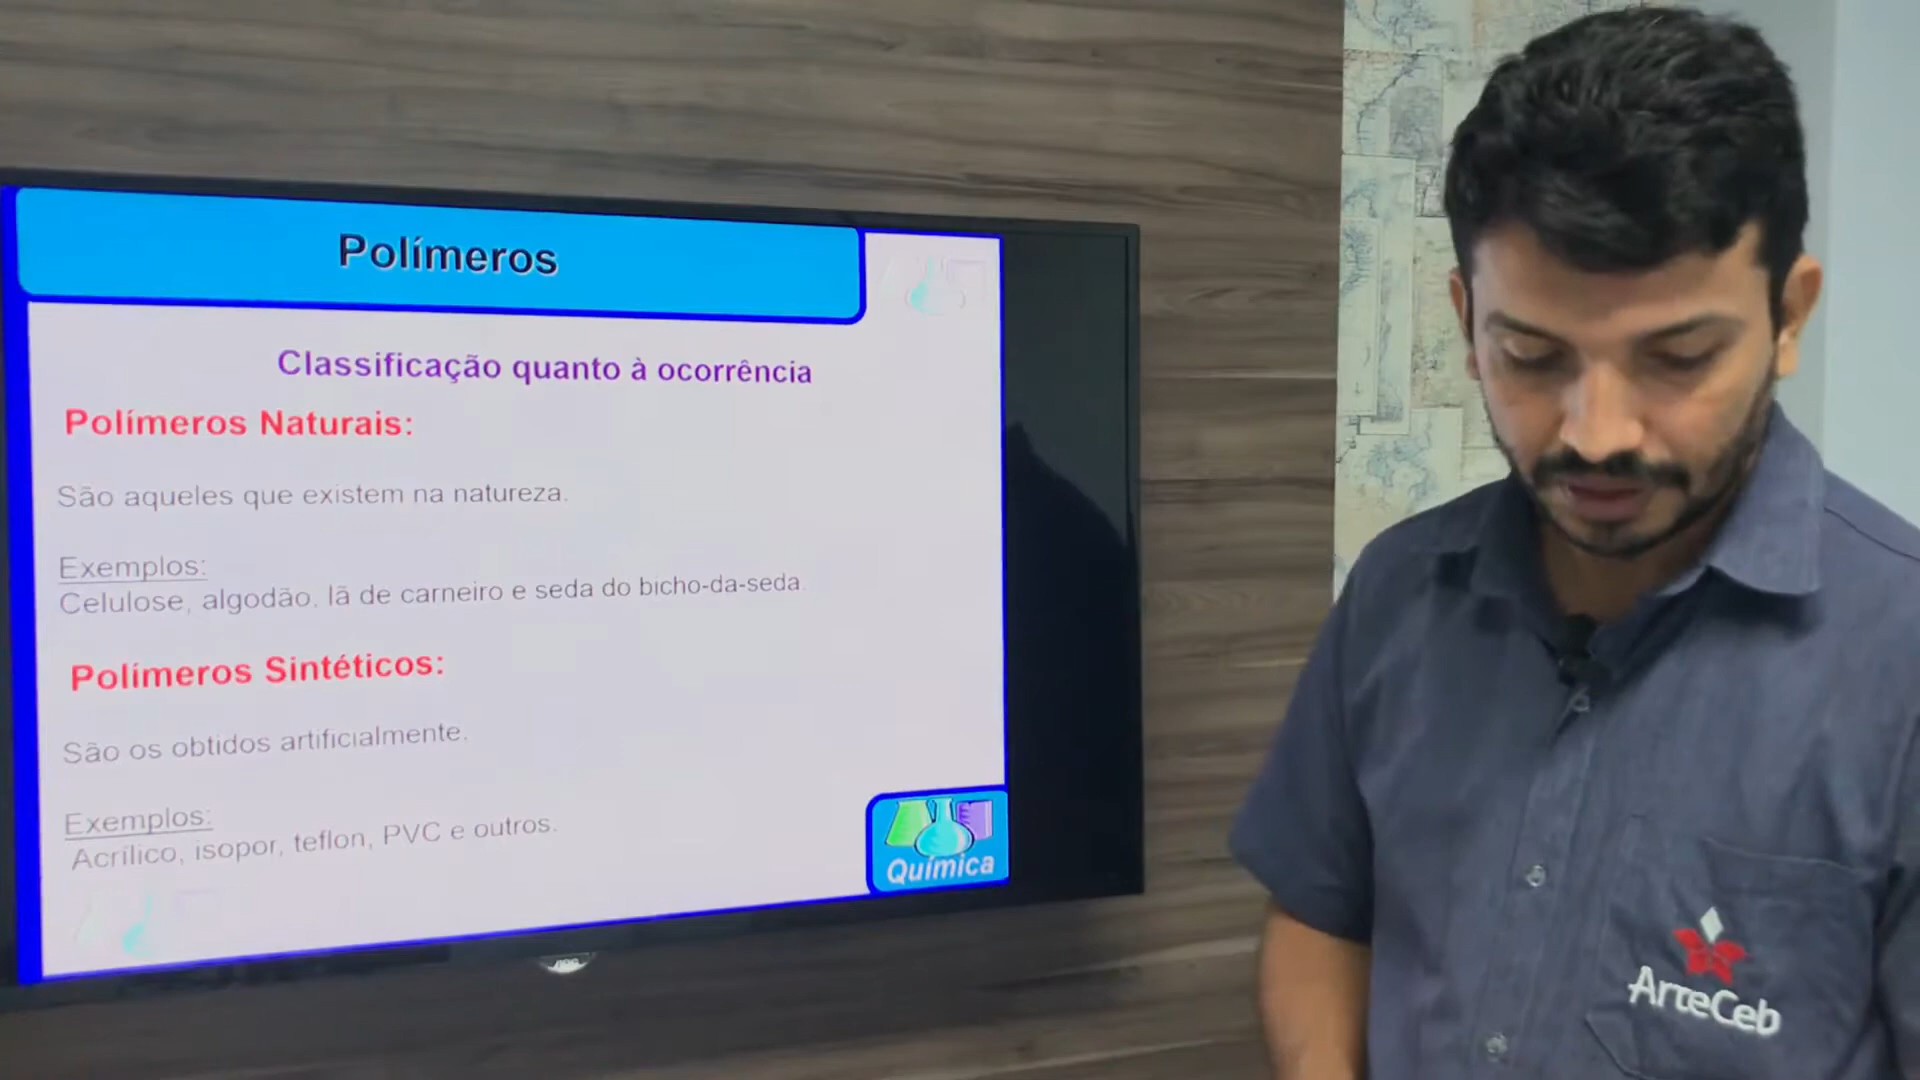 Polímeros
Classificação quanto à ocorrência
Polímeros Naturais:
São aqueles que existem na natureza.
Exemplos:
Celulose, algodão, lã de carneiro e seda do bicho-da-seda.
Polímeros Sintéticos:
São os obtidos artificialmente.
Exemplos:
Acrílico, isopor, teflon, PVC e outros.
Química
AOC
ArteCeb